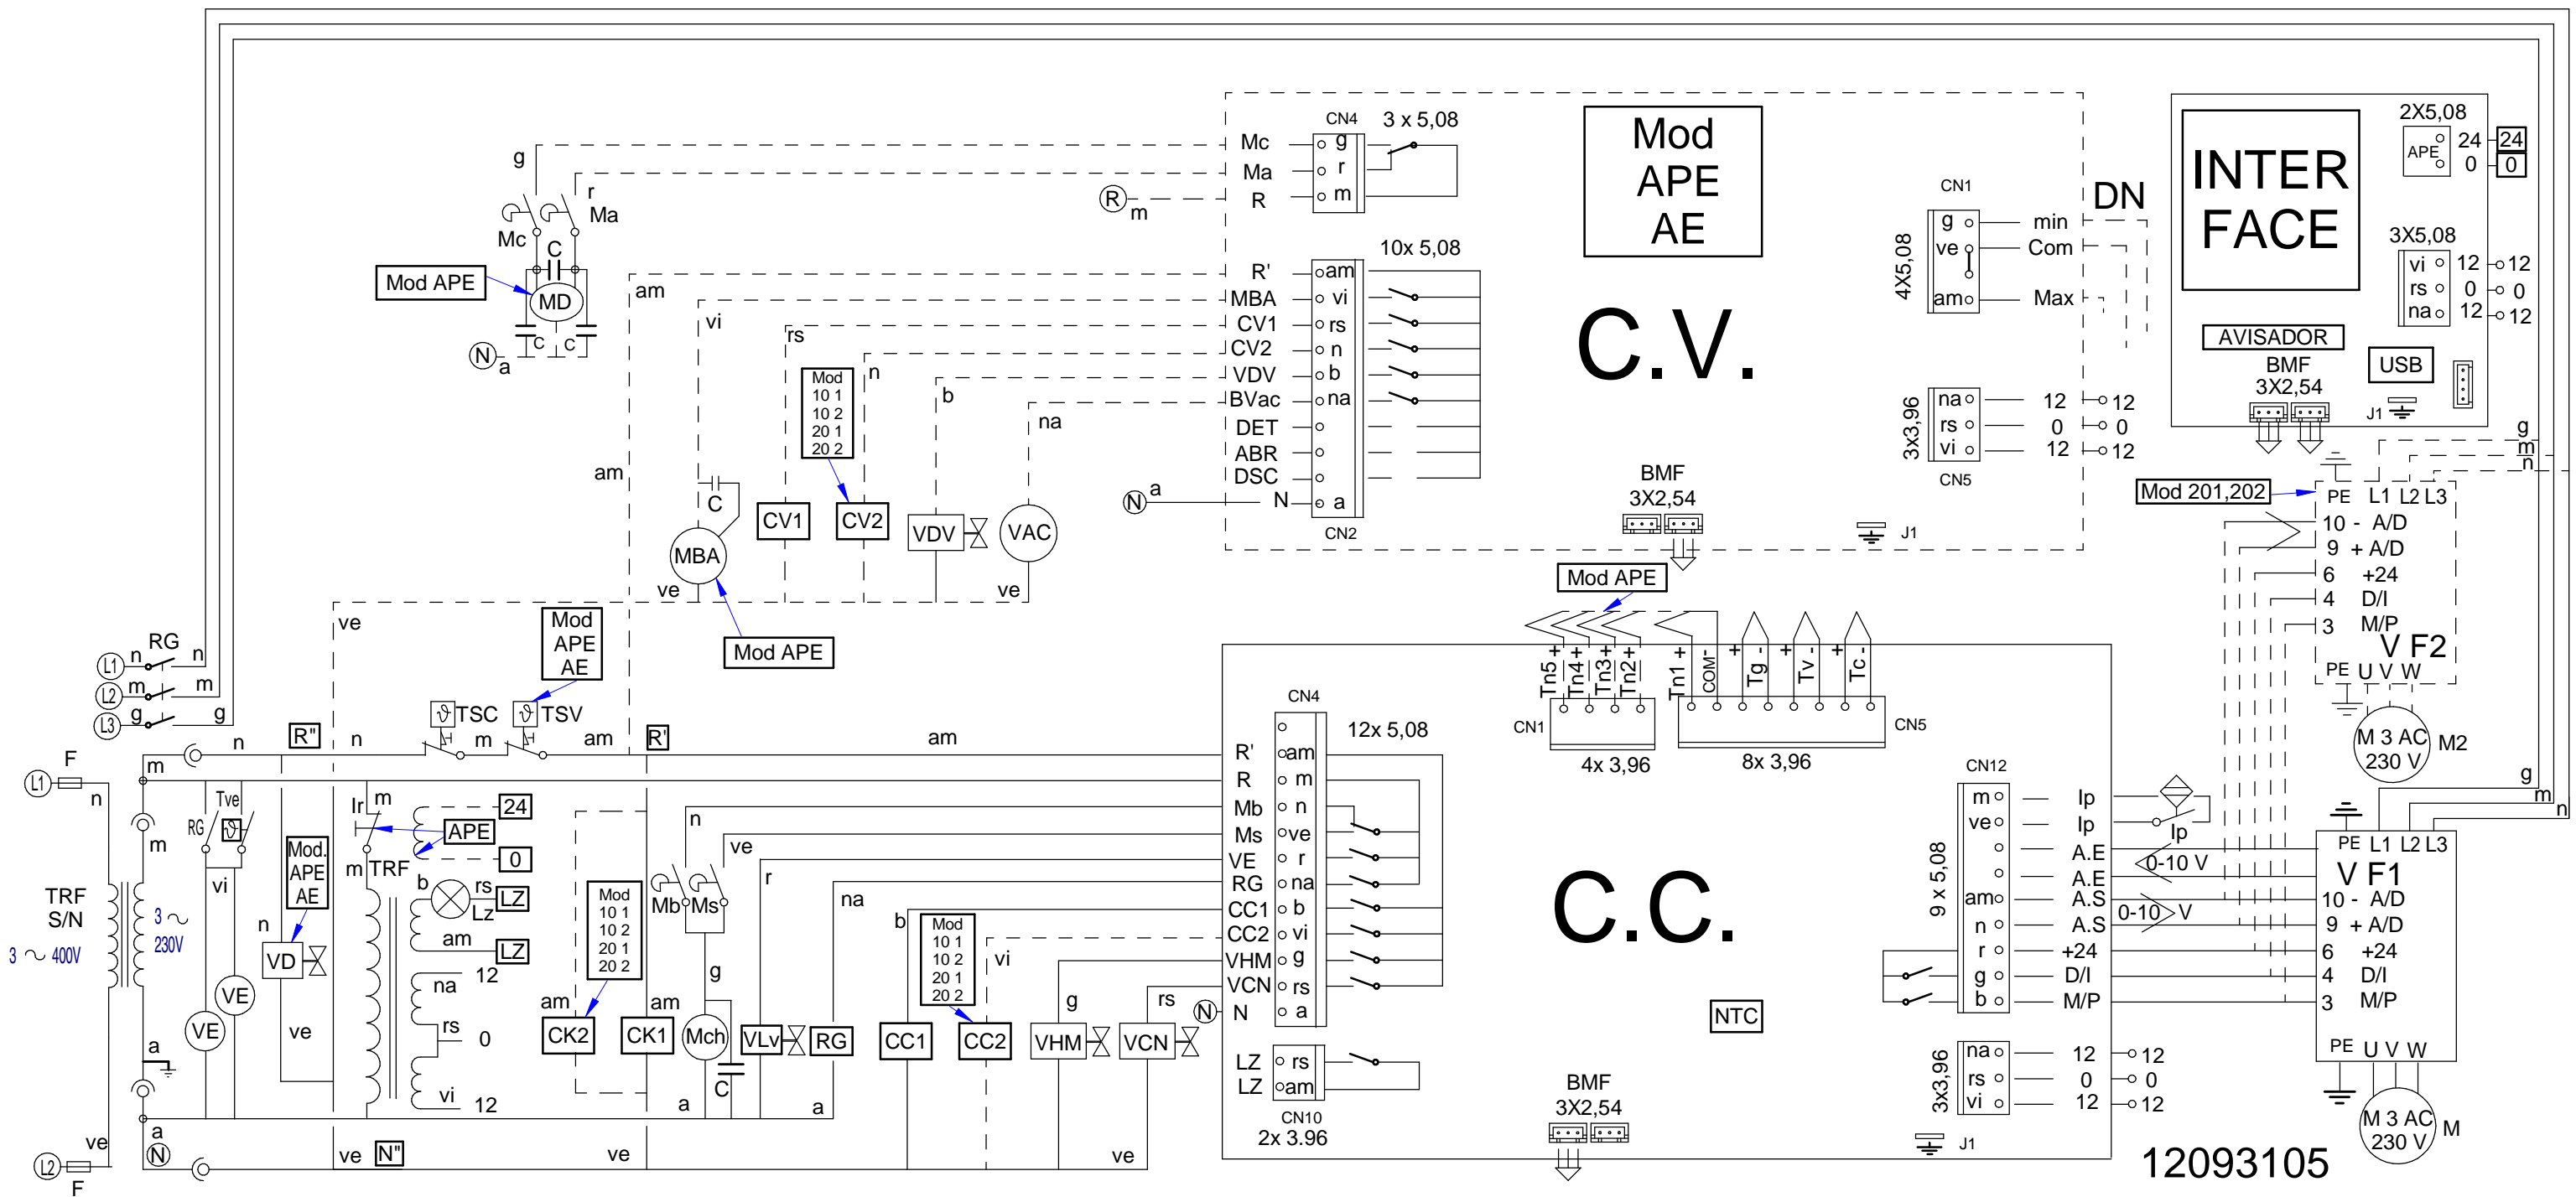 CN4
3 x 5,08
Mc
g
Ma
r
R
m
R
m
g
r
Ma
Mc
C
Mod APE
MD
C
C
N
a
Mod
APE
AE
C.V.
10x 5,08
R'
am
MBA
vi
CV1
rs
CV2
n
VDV
b
BVac
na
DET
ABR
DSC
N
a
N
a
CN2
am
vi
rs
n
b
na
am
Mod
10 1
10 2
20 1
20 2
C
CV1
CV2
VDV
VAC
MBA
ve
ve
ve
Mod APE
CN1
4X5,08
g
min
ve
Com
am
Max
DN
3x3,96
na
12
12
rs
0
0
vi
12
12
CN5
BMF
3X2,54
J1
INTER
FACE
2X5,08
APE
24
24
0
0
3X5,08
vi
12
12
rs
0
0
na
12
12
AVISADOR
BMF
3X2,54
USB
J1
g
m
n
Mod 201,202
PE
L1
L2
L3
10 - A/D
9 + A/D
6 +24
4 D/I
3 M/P
V F2
PE
U
V
W
M 3 AC
230 V
M2
RG
L1
n
n
L2
m
m
L3
g
g
Mod
APE
AE
TSC
TSV
n
R"
n
m
am
R'
am
F
L1
n
m
m
RG
Tve
Ir
m
24
APE
0
m
TRF
vi
TRF
S/N
3 ~ 400V
3 ~
230V
Mod.
APE
AE
n
VD
VE
VE
ve
a
b
rs
Lz
LZ
am
LZ
na
12
rs
0
vi
12
Mod
10 1
10 2
20 1
20 2
am
CK2
am
CK1
n
ve
Mb
Ms
g
Mch
C
a
r
VLv
na
RG
a
b
CC1
Mod
10 1
10 2
20 1
20 2
vi
CC2
g
VHM
rs
VCN
ve
a
N
ve
L2
F
ve
N"
ve
ve
Mod APE
Tn5 +
Tn4 +
Tn3 +
Tn2 +
Tn1 +
COM -
+ Tg -
+ Tv -
+ Tc -
CN1
4x 3,96
CN5
8x 3,96
CN4
12x 5,08
R'
am
R
m
Mb
n
Ms
ve
VE
r
RG
na
CC1
b
CC2
vi
VHM
g
VCN
rs
N
N
a
LZ
rs
LZ
am
CN10
2x 3.96
C.C.
NTC
BMF
3X2,54
CN12
9 x 5,08
m
Ip
ve
Ip
Ip
A.E
A.E
0-10 V
am
A.S
n
A.S
0-10 V
r
+24
g
D/I
b
M/P
3x3,96
na
12
12
rs
0
0
vi
12
12
J1
g
m
n
PE
L1
L2
L3
V F1
10 - A/D
9 + A/D
6 +24
4 D/I
3 M/P
PE
U
V
W
M 3 AC
230 V
M
12093105